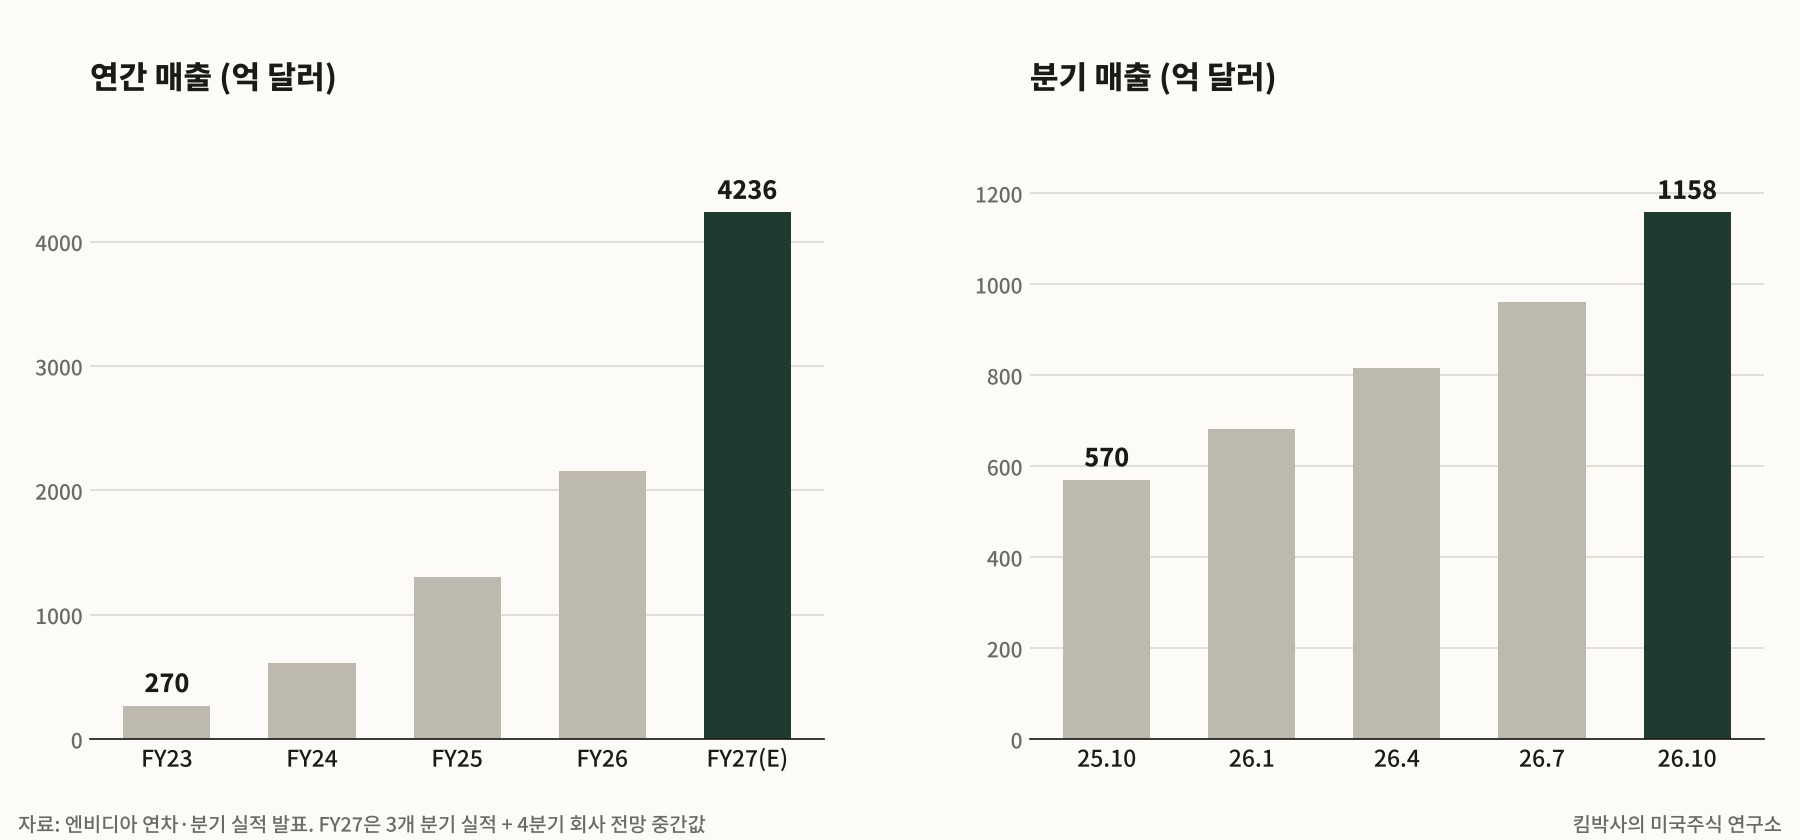 연간 매출 (억 달러)
4236
4000
3000
2000
1000
270
0
FY23 FY24 FY25 FY26 FY27(E)
분기 매출 (억 달러)
1200
1158
1000
800
600
570
400
200
0
25.10 26.1 26.4 26.7 26.10
자료: 엔비디아 연차·분기 실적 발표. FY27은 3개 분기 실적 + 4분기 회사 전망 중간값
킴박사의 미국주식 연구소